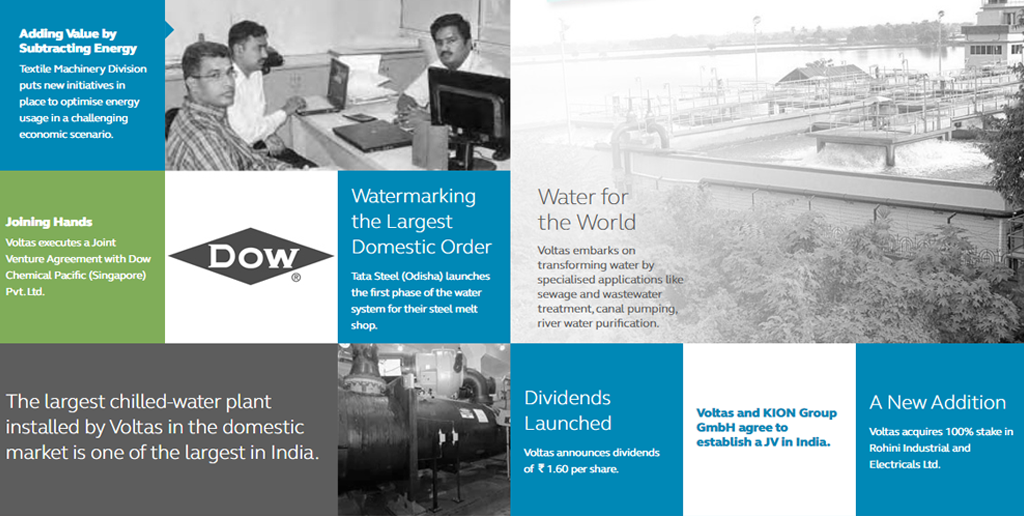 Adding Value by
Subtracting Energy
Textile Machinery Division
puts new initiatives in
place to optimise energy
usage in a challenging
economic scenario.
Joining Hands
Voltas executes a Joint
Venture Agreement with Dow
Chemical Pacific (Singapore)
Pvt. Ltd.
Dow
®
Watermarking
the Largest
Domestic Order
Tata Steel (Odisha) launches
the first phase of the water
system for their steel melt
shop.
Water for
the World
Voltas embarks on
transforming water by
specialised applications like
sewage and wastewater
treatment, canal pumping,
river water purification.
The largest chilled-water plant
installed by Voltas in the domestic
market is one of the largest in India.
Dividends
Launched
Voltas announces dividends
of ₹ 1.60 per share.
Voltas and KION Group
GmbH agree to
establish a JV in India.
A New Addition
Voltas acquires 100% stake in
Rohini Industrial and
Electricals Ltd.